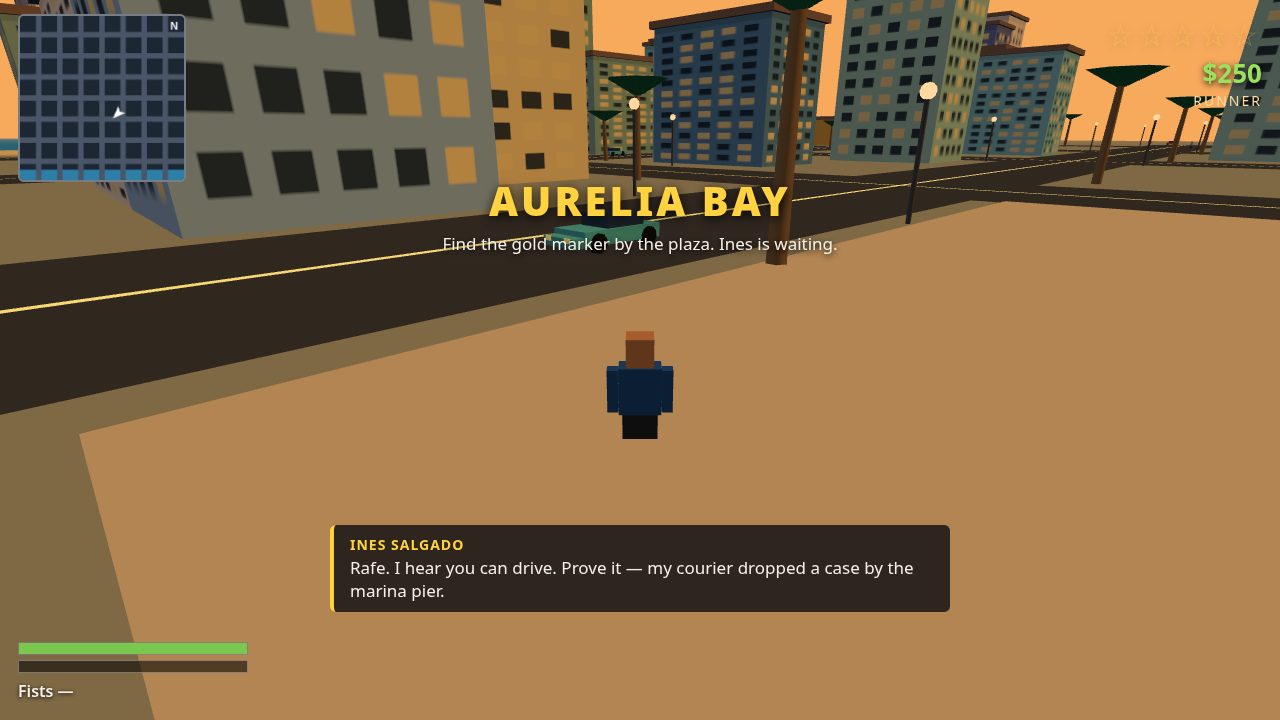 N
$250
RUNNER
AURELIA BAY
Find the gold marker by the plaza. Ines is waiting.
INES SALGADO
Rafe. I hear you can drive. Prove it — my courier dropped a case by the
marina pier.
Fists —